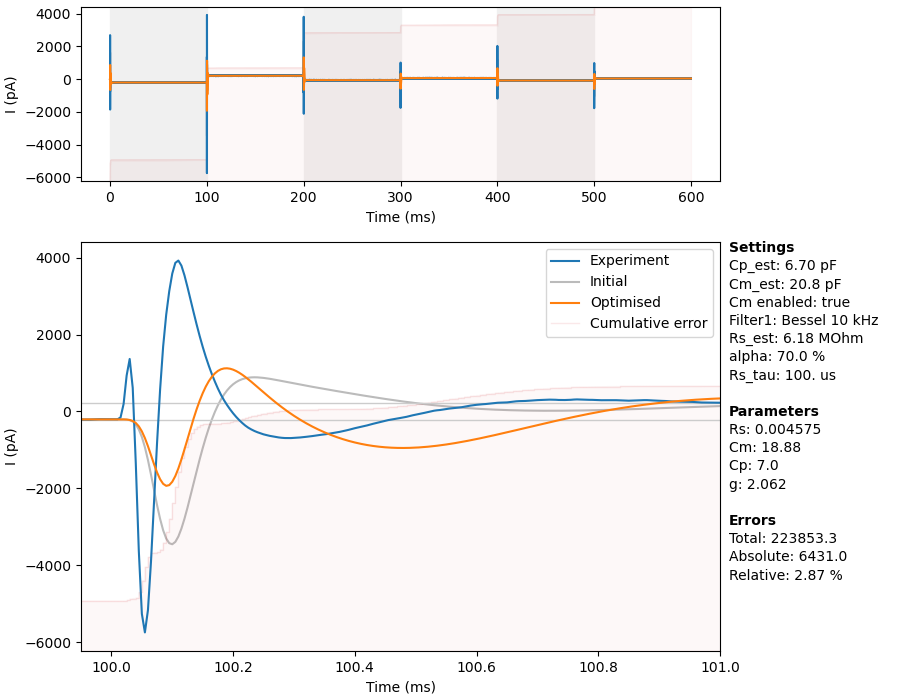 4000
2000
0
−2000
−4000
−6000
I (pA)
0 100 200 300 400 500 600
Time (ms)
4000
2000
0
−2000
−4000
−6000
I (pA)
Experiment
Initial
Optimised
Cumulative error
100.0 100.2 100.4 100.6 100.8 101.0
Time (ms)
Settings
Cp_est: 6.70 pF
Cm_est: 20.8 pF
Cm enabled: true
Filter1: Bessel 10 kHz
Rs_est: 6.18 MOhm
alpha: 70.0 %
Rs_tau: 100. us
Parameters
Rs: 0.004575
Cm: 18.88
Cp: 7.0
g: 2.062
Errors
Total: 223853.3
Absolute: 6431.0
Relative: 2.87 %